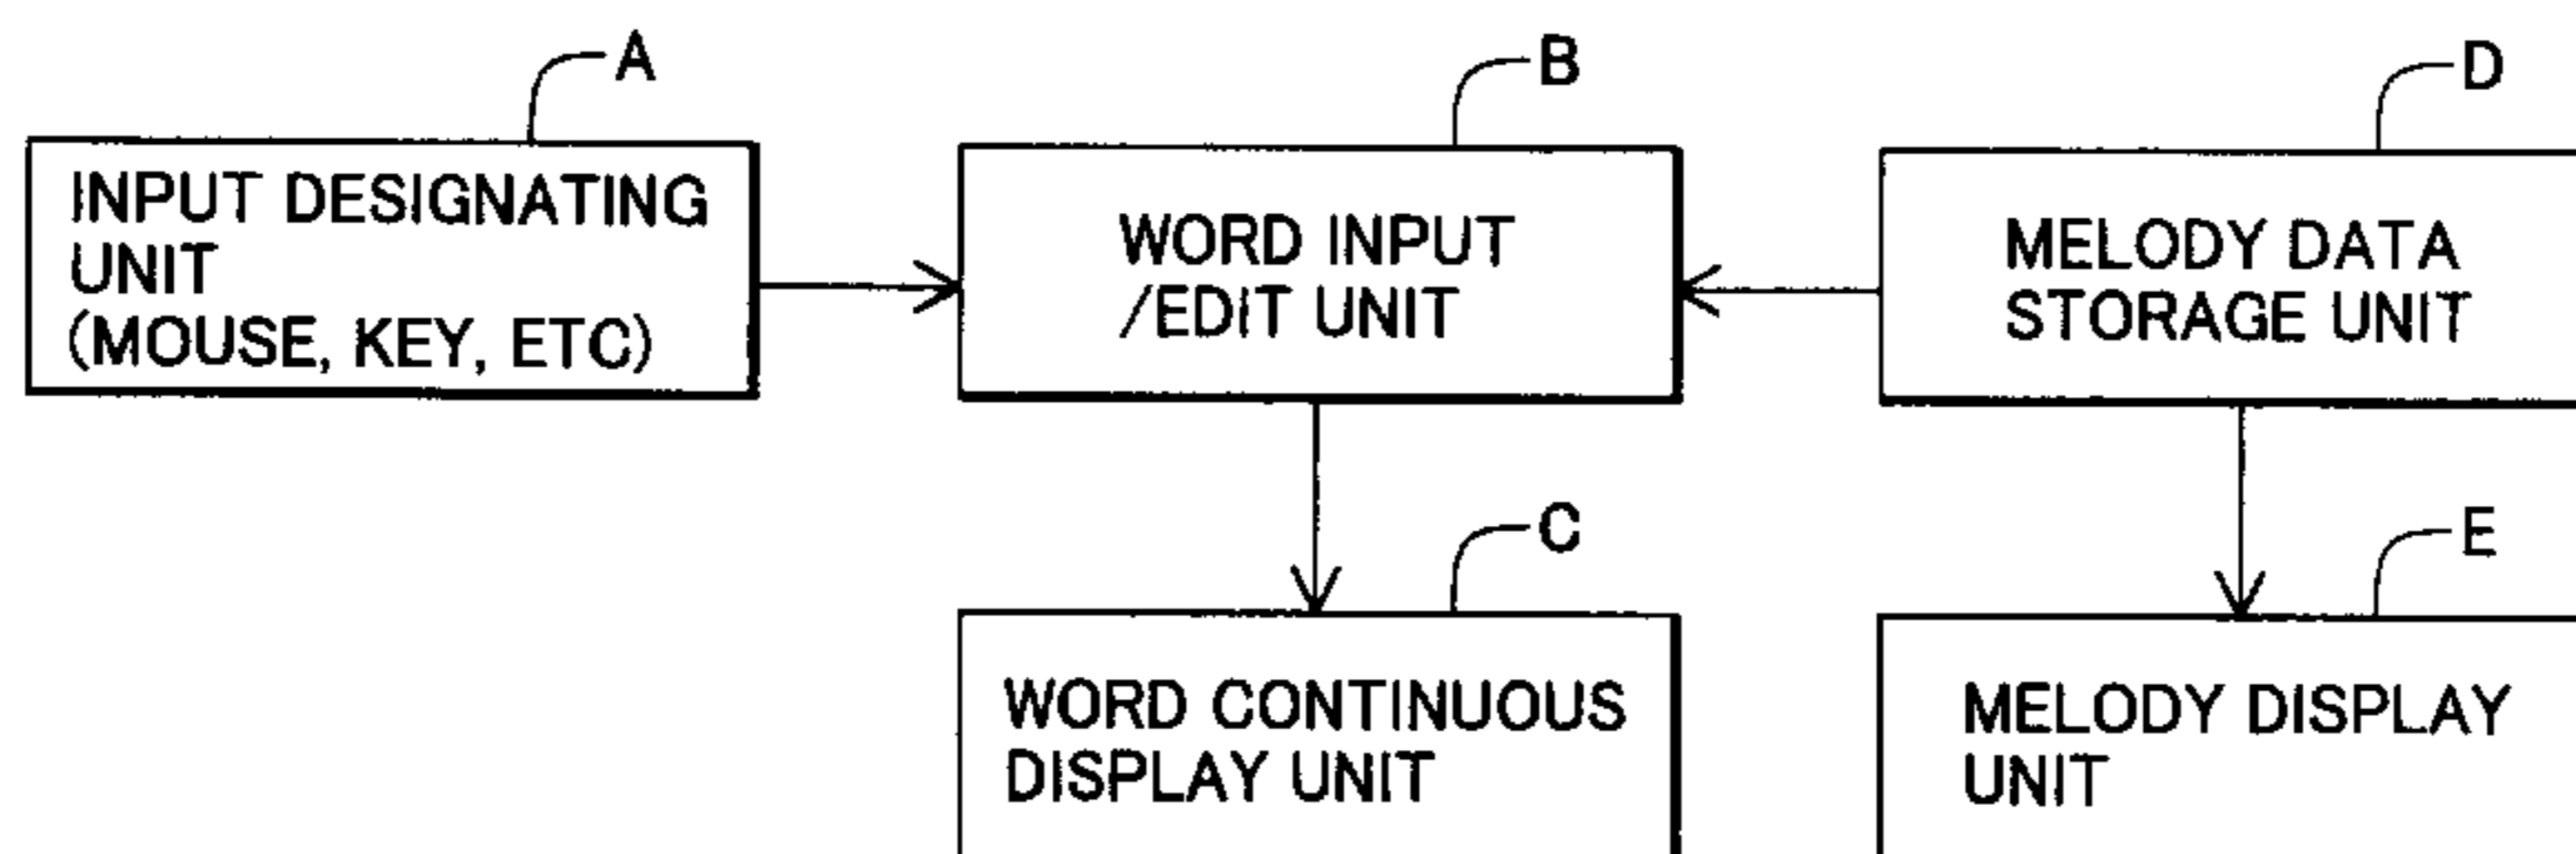 A
INPUT DESIGNATING
UNIT
(MOUSE, KEY, ETC)
B
WORD INPUT
/EDIT UNIT
D
MELODY DATA
STORAGE UNIT
C
WORD CONTINUOUS
DISPLAY UNIT
E
MELODY DISPLAY
UNIT